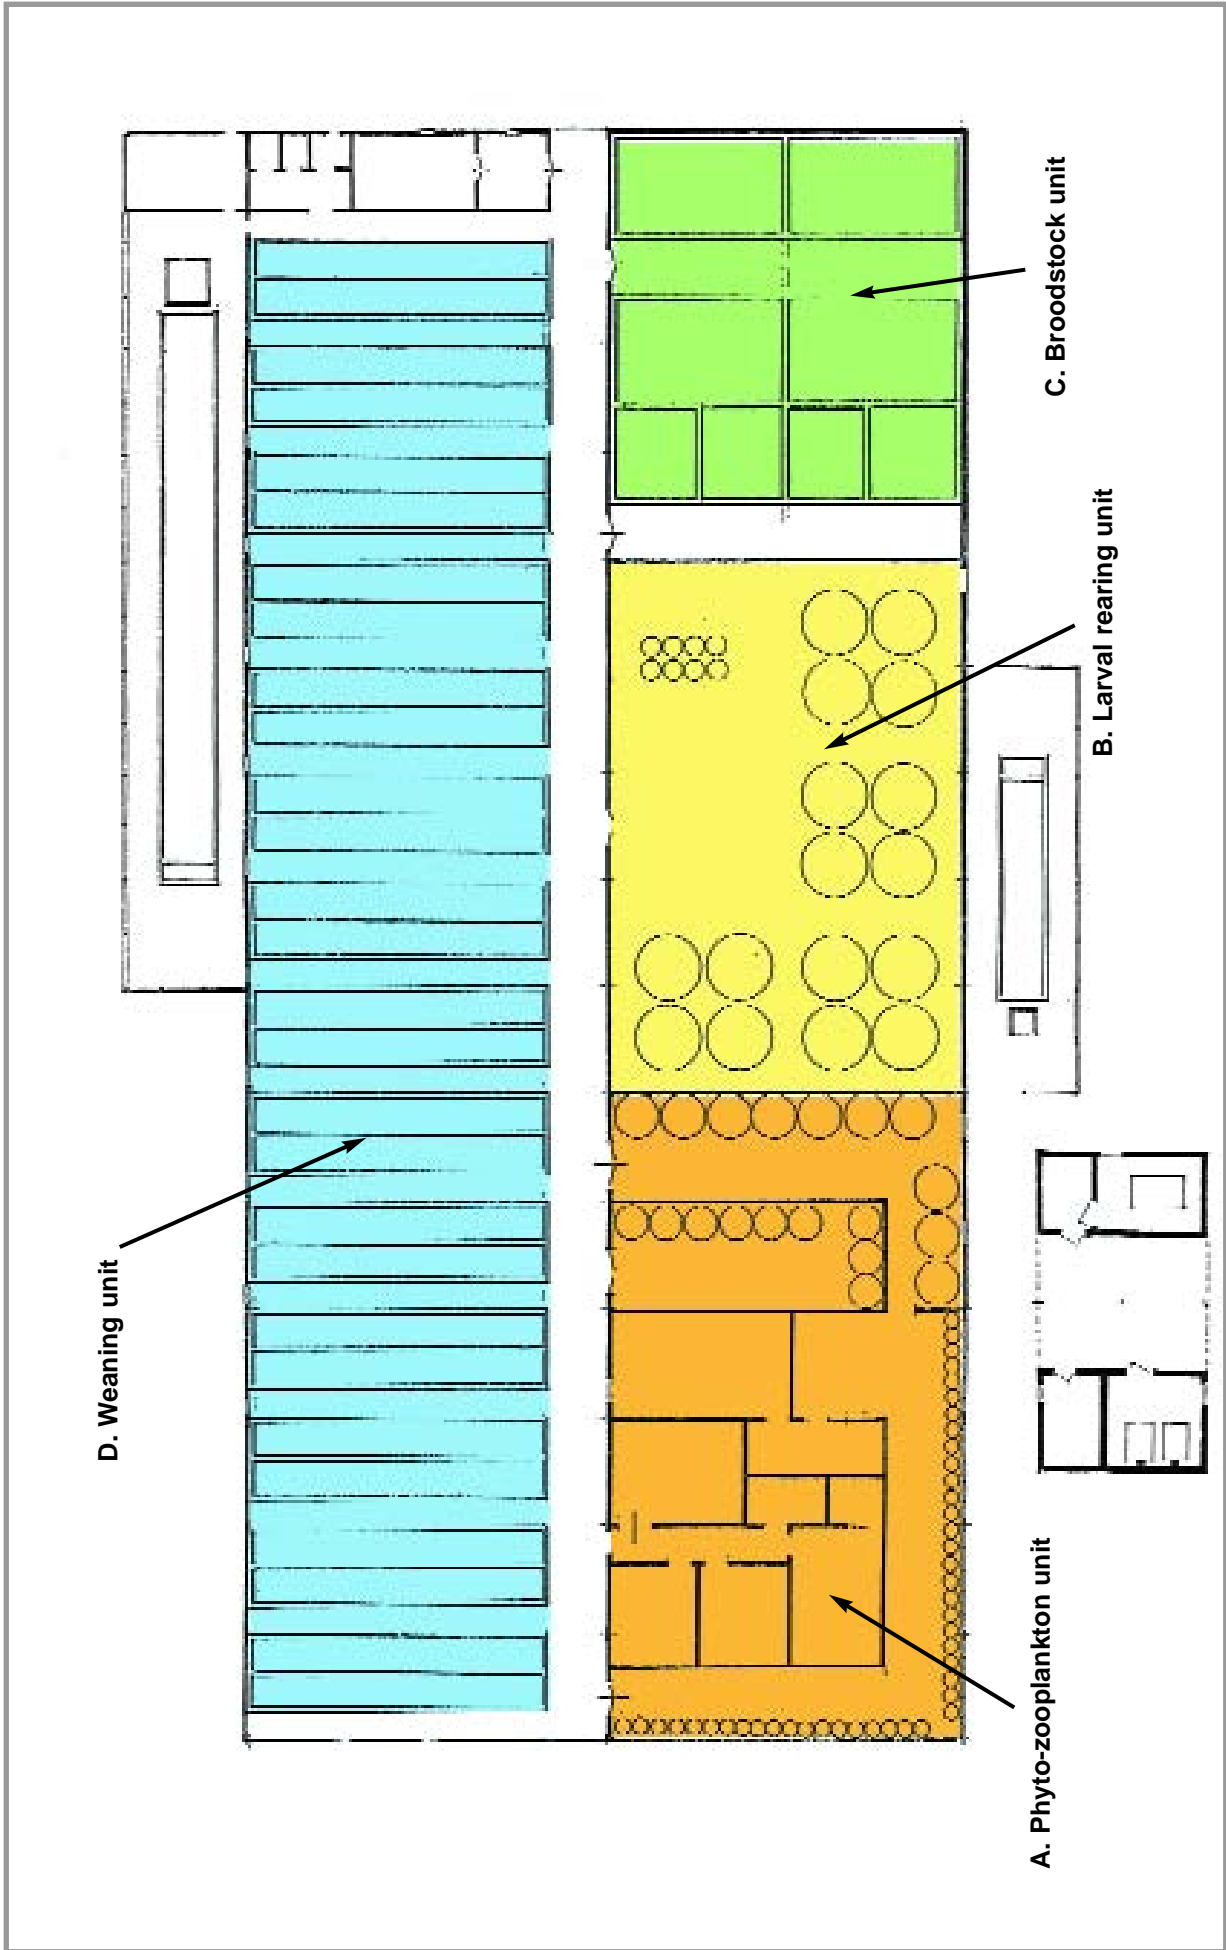 D. Weaning unit
A. Phyto-zooplankton unit
B. Larval rearing unit
C. Broodstock unit